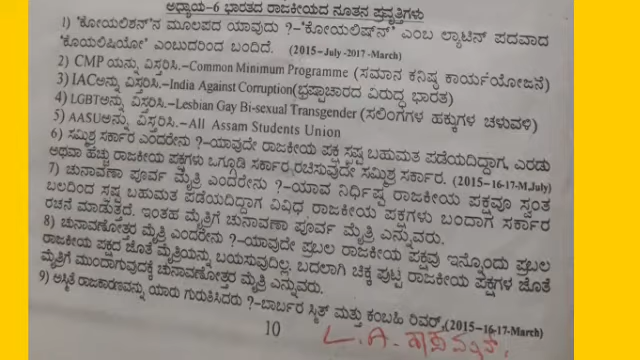 ಅಧ್ಯಾಯ-6 ಭಾರತದ ರಾಜಕೀಯದ ನೂತನ ಪ್ರವೃತ್ತಿಗಳು
1) 'ಕೋಯಲಿಶನ್'ನ ಮೂಲಪದ ಯಾವುದು ?-'ಕೋಯಲಿಷ್‌ನ್' ಎಂಬ ಲ್ಯಾಟಿನ್ ಪದವಾದ
'ಕೊಯಲಿಷಿಯೋ' ಎಂಬುದರಿಂದ ಬಂದಿದೆ. (2015-July-2017-March)
2) CMP ಯನ್ನು ವಿಸ್ತರಿಸಿ.-Common Minimum Programme (ಸಮಾನ ಕನಿಷ್ಠ ಕಾರ್ಯಯೋಜನೆ)
3) IACಅನ್ನು ವಿಸ್ತರಿಸಿ-India Against Corruption(ಭ್ರಷ್ಟಾಚಾರದ ವಿರುದ್ಧ ಭಾರತ)
4) LGBTಅನ್ನು ವಿಸ್ತರಿಸಿ.-Lesbian Gay Bi-sexual Transgender (ಸಲಿಂಗಗಳ ಹಕ್ಕುಗಳ ಚಳುವಳಿ)
5) AASUಅನ್ನು ವಿಸ್ತರಿಸಿ.-All Assam Students Union
6) ಸಮ್ಮಿಶ್ರ ಸರ್ಕಾರ ಎಂದರೇನು ?-ಯಾವುದೇ ರಾಜಕೀಯ ಪಕ್ಷ ಸ್ಪಷ್ಟ ಬಹುಮತ ಪಡೆಯದಿದ್ದಾಗ, ಎರಡು
ಅಥವಾ ಹೆಚ್ಚು ರಾಜಕೀಯ ಪಕ್ಷಗಳು ಒಗ್ಗೂಡಿ ಸರ್ಕಾರ ರಚಿಸುವುದೇ ಸಮ್ಮಿಶ್ರ ಸರ್ಕಾರ. (2015-16-17-M,July)
7) ಚುನಾವಣಾ ಪೂರ್ವ ಮೈತ್ರಿ ಎಂದರೇನು ?-ಯಾವ ನಿರ್ಧಿಷ್ಟ ರಾಜಕೀಯ ಪಕ್ಷವೂ ಸ್ವಂತ
ಬಲದಿಂದ ಸ್ಪಷ್ಟ ಬಹುಮತ ಪಡೆಯದಿದ್ದಾಗ ವಿವಿಧ ರಾಜಕೀಯ ಪಕ್ಷಗಳು ಬಂದಾಗ ಸರ್ಕಾರ
ರಚನೆ ಮಾಡುತ್ತದೆ. ಇಂತಹ ಮೈತ್ರಿಗೆ ಚುನಾವಣಾ ಪೂರ್ವ ಮೈತ್ರಿ ಎನ್ನುವರು.
8) ಚುನಾವಣೋತ್ತರ ಮೈತ್ರಿ ಎಂದರೇನು ?-ಯಾವುದೇ ಪ್ರಬಲ ರಾಜಕೀಯ ಪಕ್ಷವು ಇನ್ನೊಂದು ಪ್ರಬಲ
ರಾಜಕೀಯ ಪಕ್ಷದ ಜೊತೆ ಮೈತ್ರಿಯನ್ನು ಬಯಸುವುದಿಲ್ಲ. ಬದಲಾಗಿ ಚಿಕ್ಕ ಪುಟ್ಟ ರಾಜಕೀಯ ಪಕ್ಷಗಳ ಜೊತೆ
ಮೈತ್ರಿಗೆ ಮುಂದಾಗುವುದಕ್ಕೆ ಚುನಾವಣೋತ್ತರ ಮೈತ್ರಿ ಎನ್ನುವರು.
9) ಅಸ್ಮಿತೆ ರಾಜಕಾರಣವನ್ನು ಯಾರು ಗುರುತಿಸಿದರು ?-ಬಾರ್ಬರ ಸ್ಮಿತ್ ಮತ್ತು ಕಂಬಹಿ ರಿವರ್.(2015-16-17-March)
10
L.A.